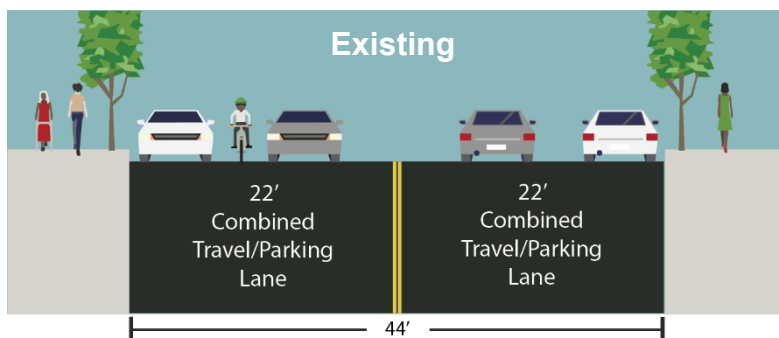 Existing
22'
Combined
Travel/Parking
Lane
22'
Combined
Travel/Parking
Lane
44'